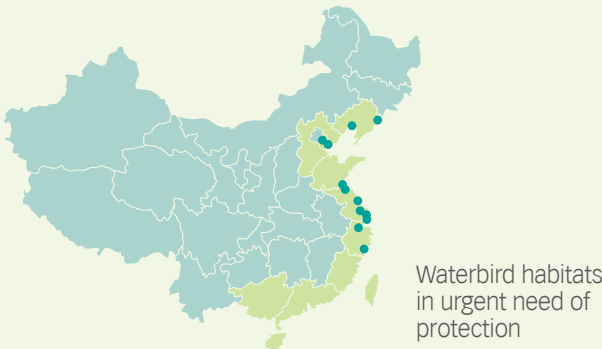 Waterbird habitats
in urgent need of
protection